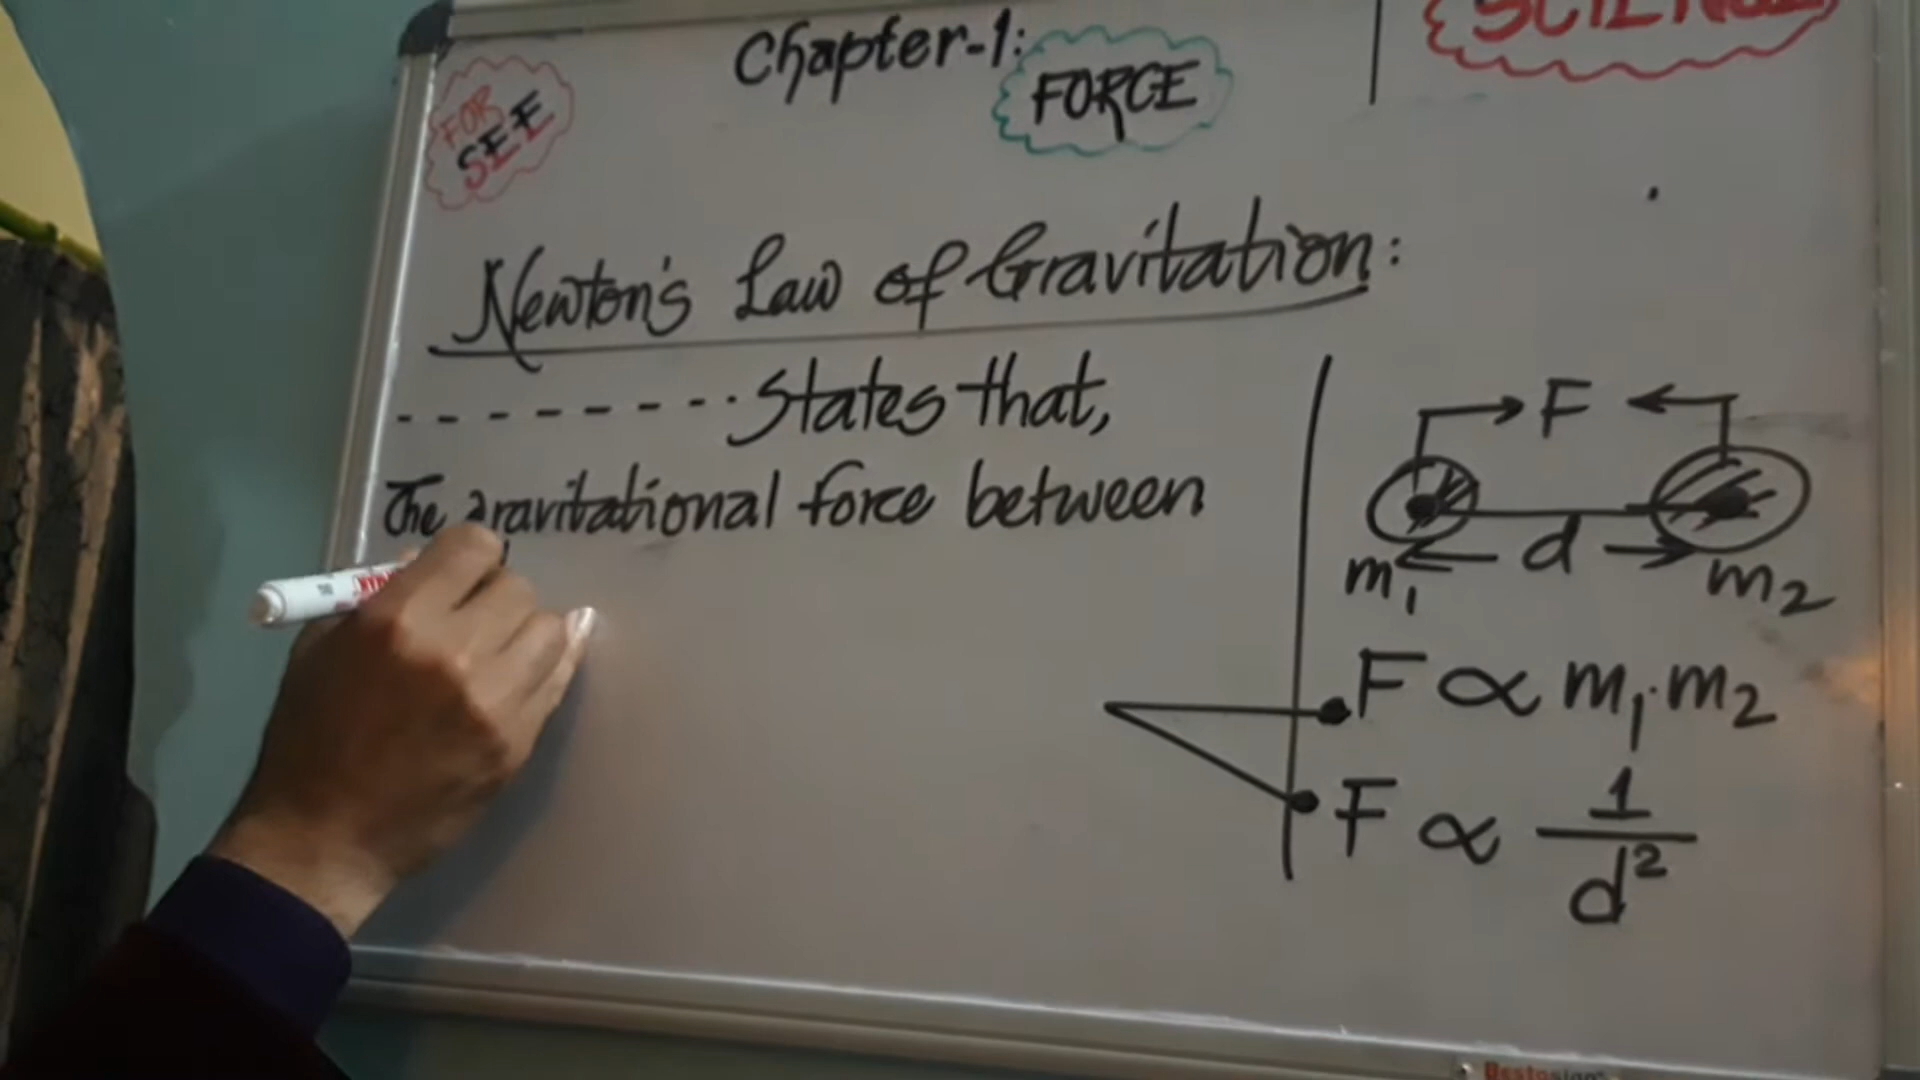 Chapter-1:
FORCE
SCIENCE
FOR
SEE
Newton's Law of Gravitation:
- - - - - - - - - States that,
The gravitational force between
F
d
m1
m2
F ∝ m1.m2
F ∝ 1/d²